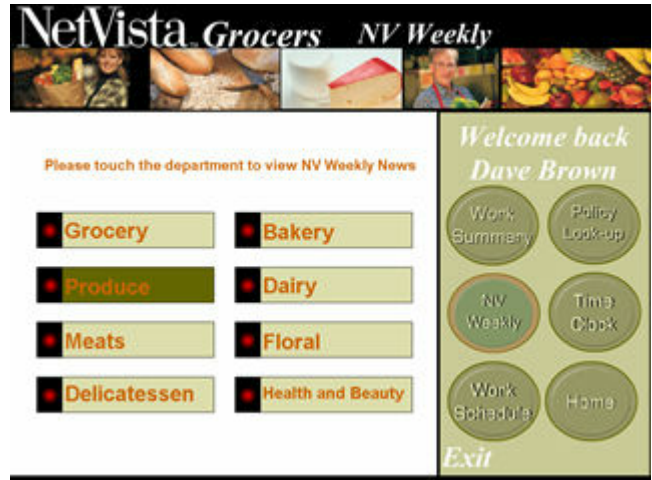 NetVista Grocers NV Weekly
Please touch the department to view NV Weekly News
Grocery
Bakery
Produce
Dairy
Meats
Floral
Delicatessen
Health and Beauty
Welcome back
Dave Brown
Work
Summary
Policy
Look-up
NV
Weekly
Time
Clock
Work
Schedule
Home
Exit